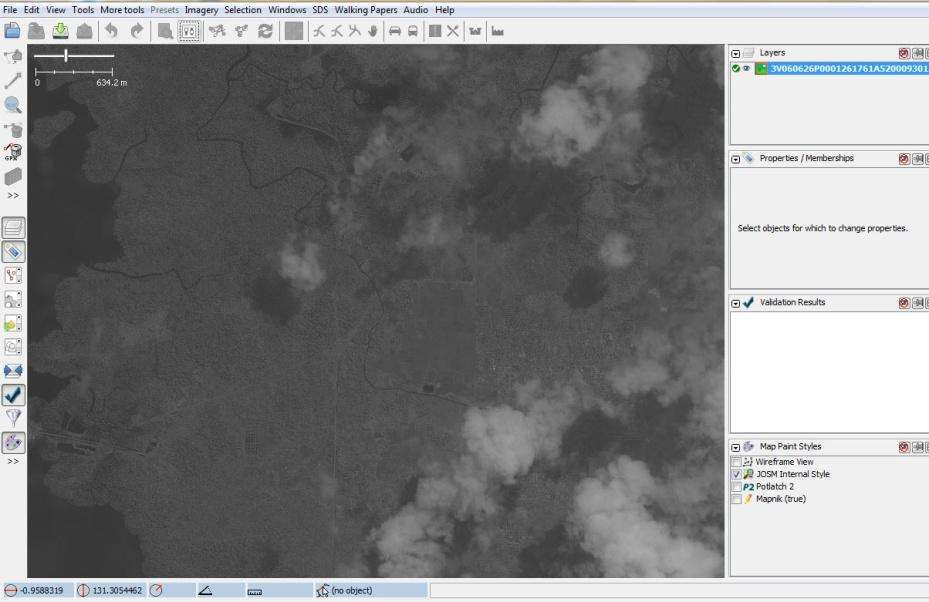 File Edit View Tools More tools Presets Imagery Selection Windows SDS Walking Papers Audio Help
Layers
3V060626P0001261761A520009301
0 634.2 m
GPX
Properties / Memberships
>>
Select objects for which to change properties.
Validation Results
Map Paint Styles
Wireframe View
>>
JOSM Internal Style
P2 Potlatch 2
Mapnik (true)
-0.9588319 131.3054462 (no object)